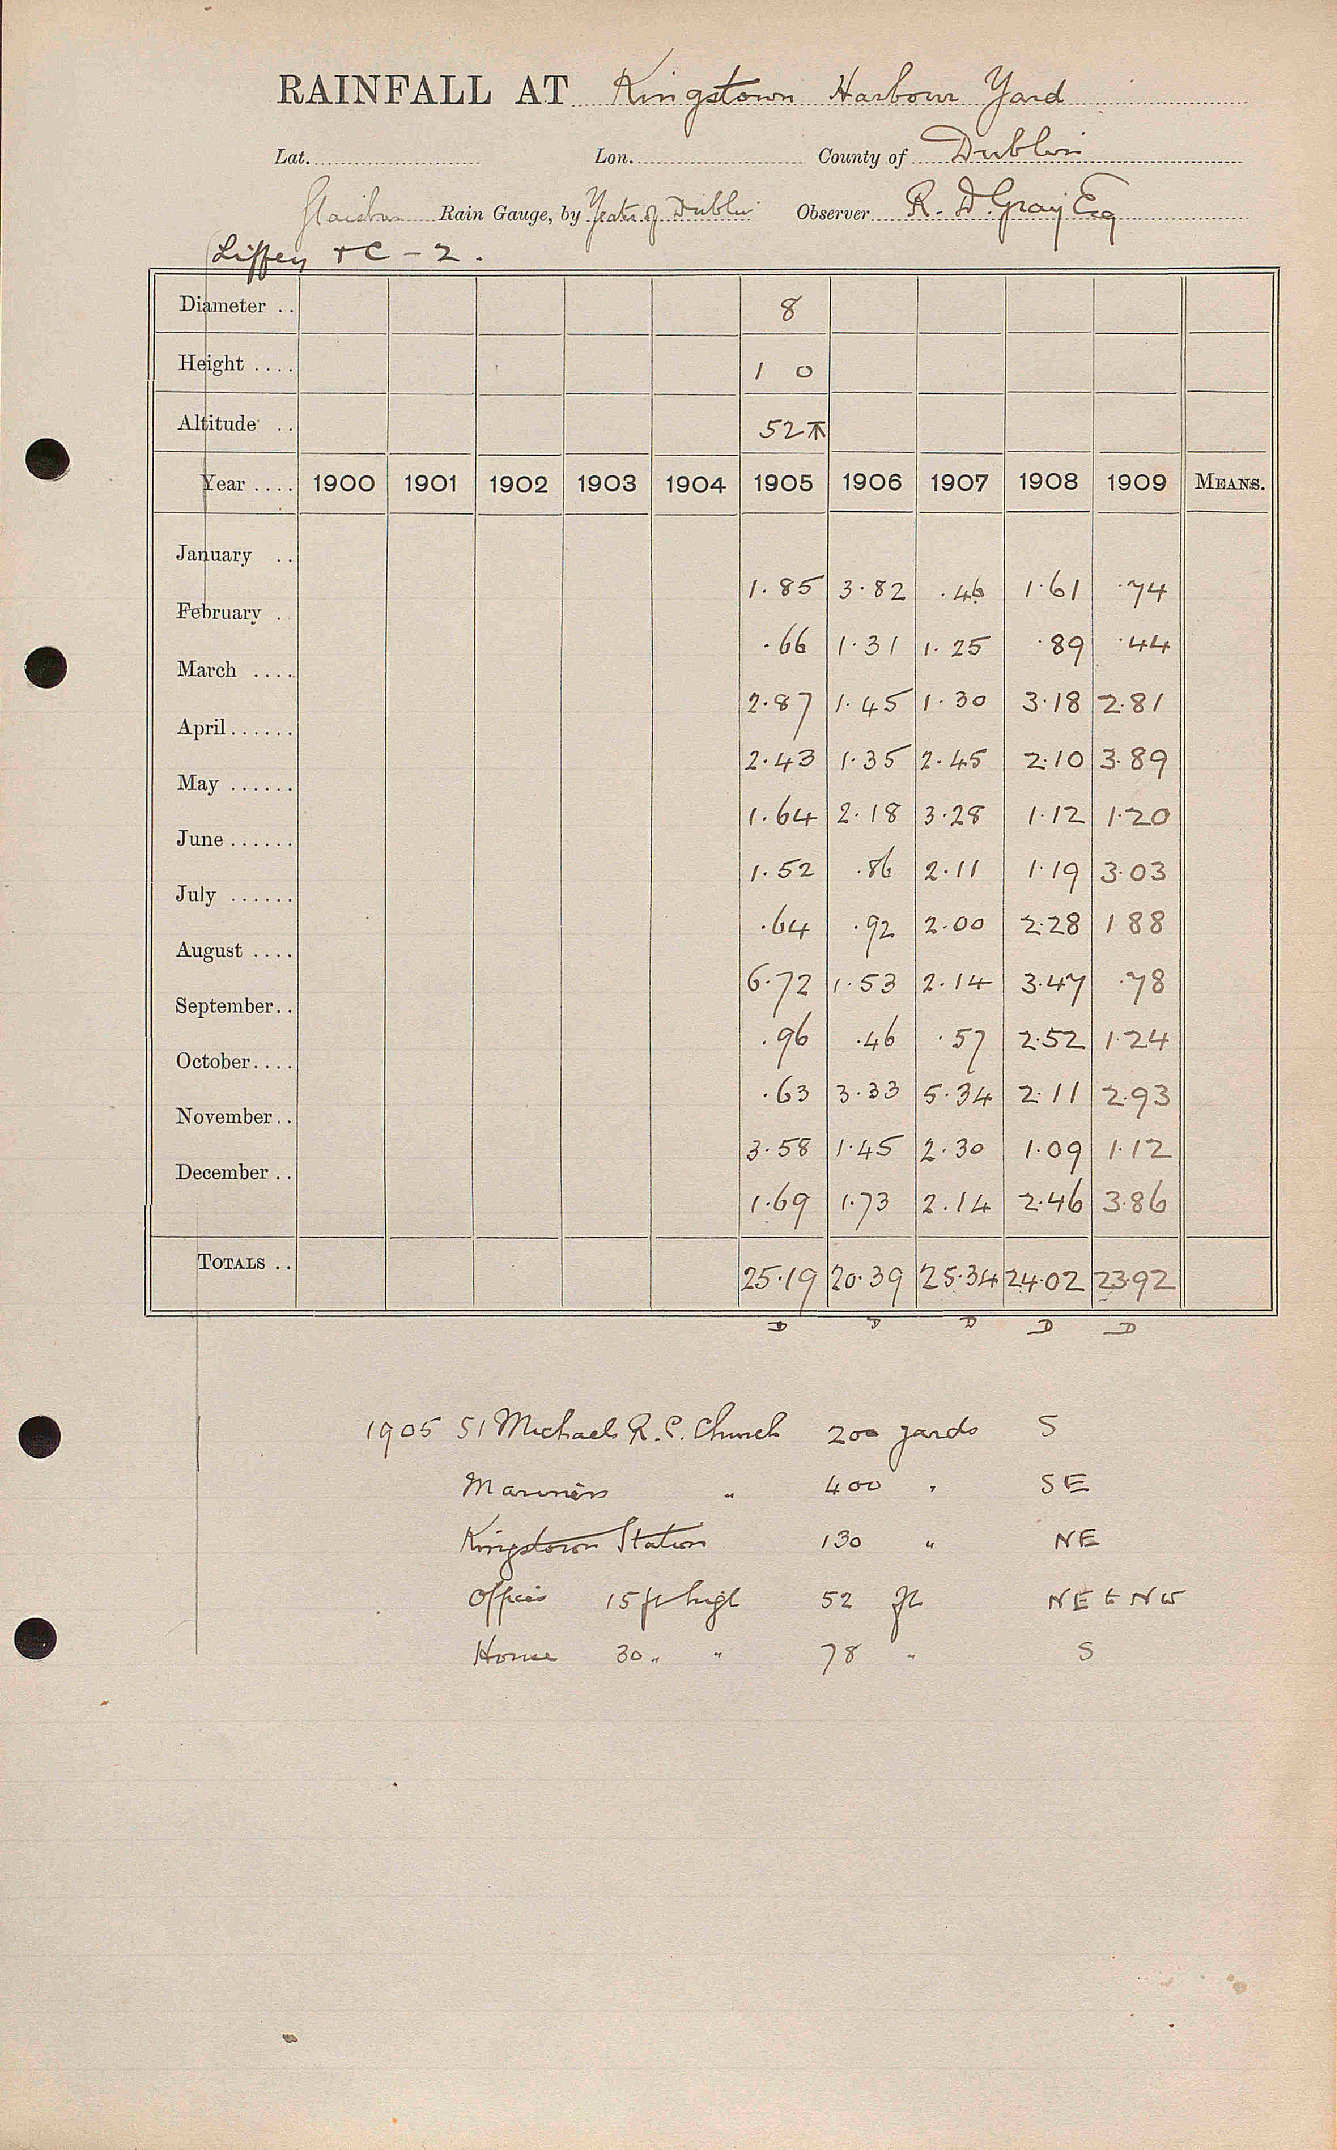 RAINFALL AT Kingstown Harbour Yard
Lat. Lon. County of Dublin
Glaisher Rain Gauge, by Yeates of Dublin Observer R. D. Gray Esq
Liffey + C - 2.
Diameter .. 8
Height .... 1 0
Altitude .. 52
Year .... 1900 1901 1902 1903 1904 1905 1906 1907 1908 1909 MEANS.
January .. 1.85 3.82 .46 1.61 .74
February . .66 1.31 1.25 .89 .44
March .... 2.87 1.45 1.30 3.18 2.81
April...... 2.43 1.35 2.45 2.10 3.89
May ...... 1.64 2.18 3.28 1.12 1.20
June ...... 1.52 .86 2.11 1.19 3.03
July ...... .64 .92 2.00 2.28 1 88
August .... 6.72 1.53 2.14 3.47 .78
September.. .96 .46 .57 2.52 1.24
October.... .63 3.33 5.34 2.11 2.93
November.. 3.58 1.45 2.30 1.09 1.12
December .. 1.69 1.73 2.14 2.46 3.86
TOTALS .. 25.19 20.39 25.34 24.02 23.92
D D D D D
1905 St Michaels R.C. Church 200 yards S
Mariners " 400 " SE
Kingstown Station 130 " NE
Offices 15 ft high 52 ft NE & NW
House 30 " " 78 " S